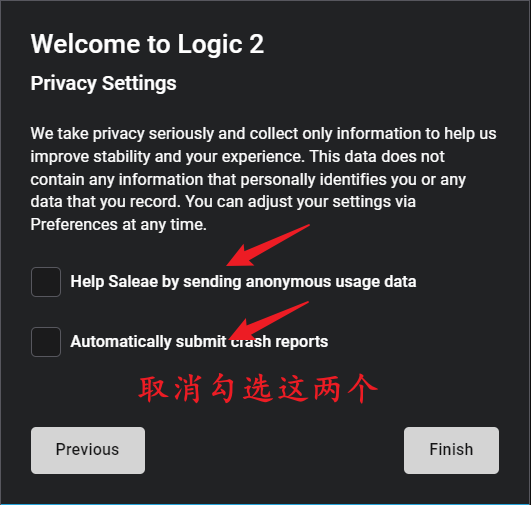 Welcome to Logic 2
Privacy Settings
We take privacy seriously and collect only information to help us
improve stability and your experience. This data does not
contain any information that personally identifies you or any
data that you record. You can adjust your settings via
Preferences at any time.
Help Saleae by sending anonymous usage data
Automatically submit crash reports
取消勾选这两个
Previous
Finish